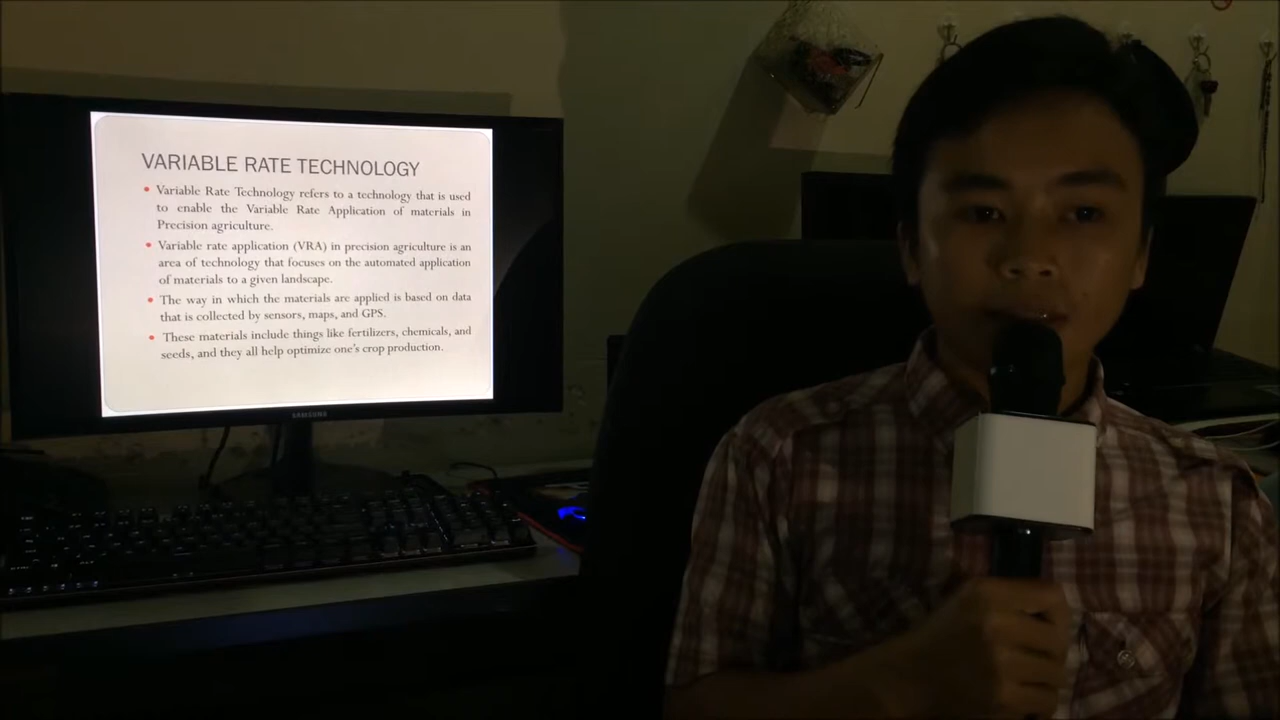 VARIABLE RATE TECHNOLOGY
• Variable Rate Technology refers to a technology that is used
to enable the Variable Rate Application of materials in
Precision agriculture.
• Variable rate application (VRA) in precision agriculture is an
area of technology that focuses on the automated application
of materials to a given landscape.
• The way in which the materials are applied is based on data
that is collected by sensors, maps, and GPS.
• These materials include things like fertilizers, chemicals, and
seeds, and they all help optimize one's crop production.
SAMSUNG